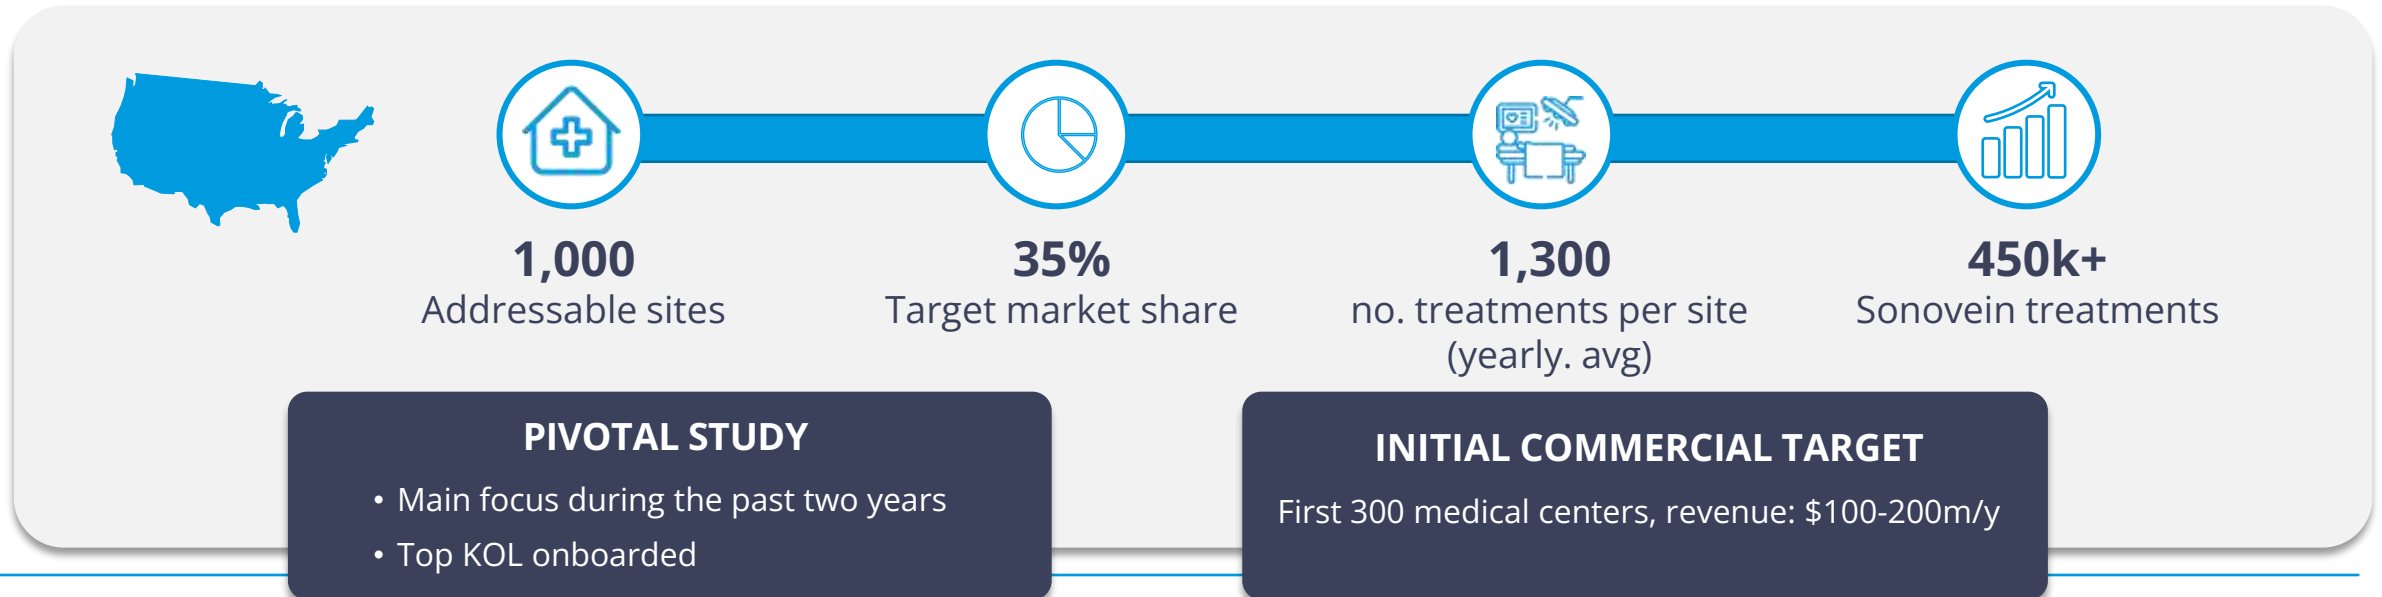 1,000
Addressable sites
35%
Target market share
1,300
no. treatments per site
(yearly. avg)
450k+
Sonovein treatments
PIVOTAL STUDY
• Main focus during the past two years
• Top KOL onboarded
INITIAL COMMERCIAL TARGET
First 300 medical centers, revenue: $100-200m/y